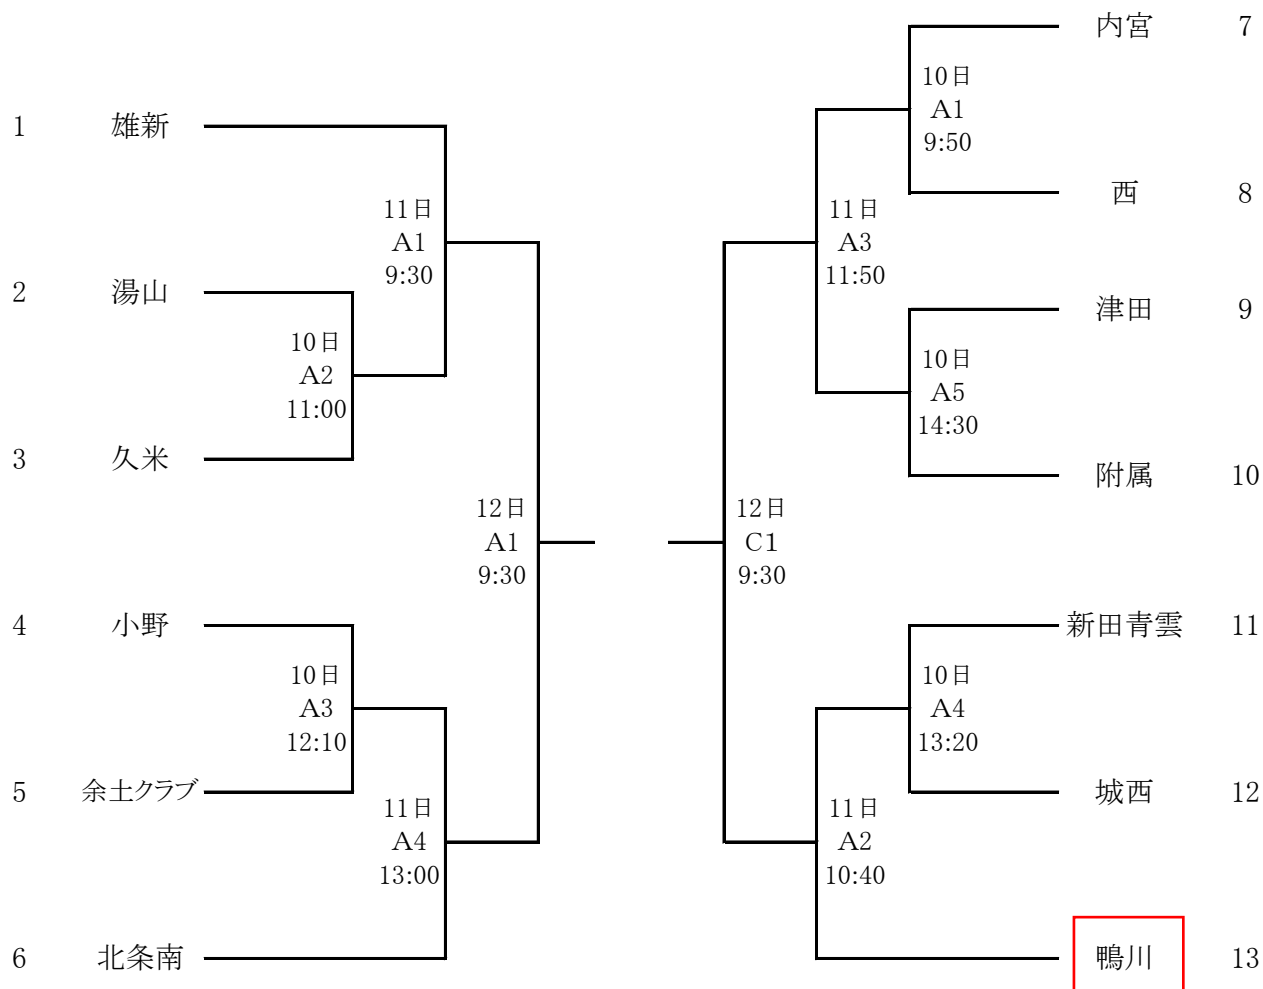 内宮 7
10日
A1
9:50
1 雄新
西 8
11日
A1
9:30
11日
A3
11:50
2 湯山
津田 9
10日
A2
11:00
10日
A5
14:30
3 久米
附属 10
12日
A1
9:30
12日
C1
9:30
4 小野
新田青雲 11
10日
A3
12:10
10日
A4
13:20
5 余土クラブ
城西 12
11日
A4
13:00
11日
A2
10:40
6 北条南
鴨川 13